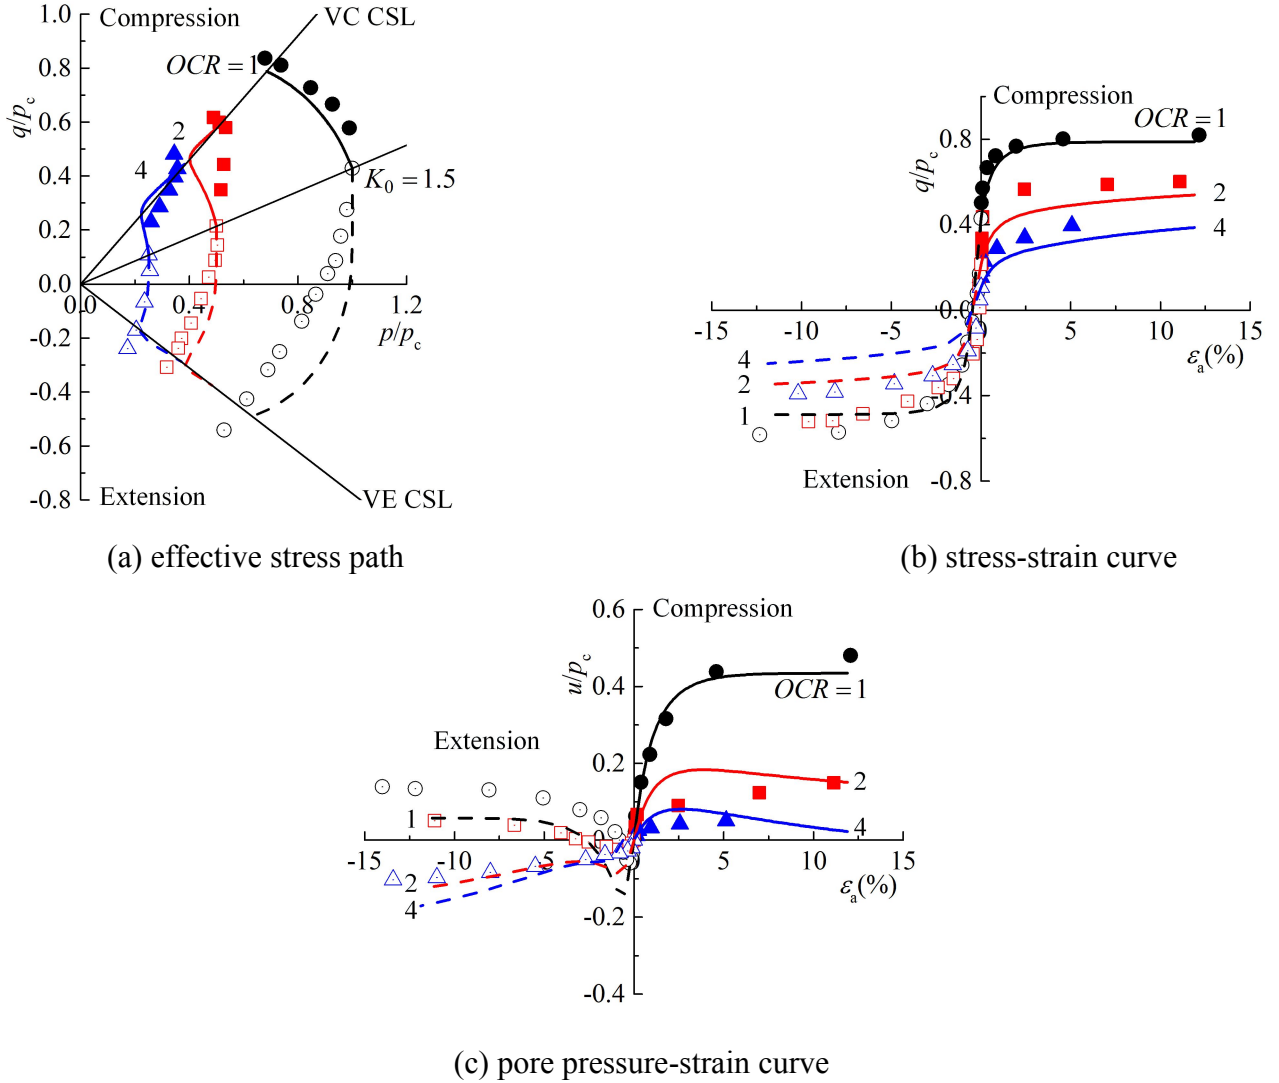 1.0
0.8
0.6
0.4
0.2
0.0
-0.2
-0.4
-0.6
-0.8
q/pc
Compression
VC CSL
OCR = 1
2
4
K0 = 1.5
0.0
0.4
0.8
1.2
p/pc
Extension
VE CSL
(a) effective stress path
Compression
OCR = 1
0.8
q/pc
0.4
2
4
0.0
-15
-10
-5
0
5
10
15
εa(%)
4
2
1
-0.4
-0.8
Extension
(b) stress-strain curve
0.6
Compression
u/pc
0.4
OCR = 1
Extension
0.2
2
1
4
0
-15
-10
-5
0
5
10
15
εa(%)
2
4
-0.2
-0.4
(c) pore pressure-strain curve